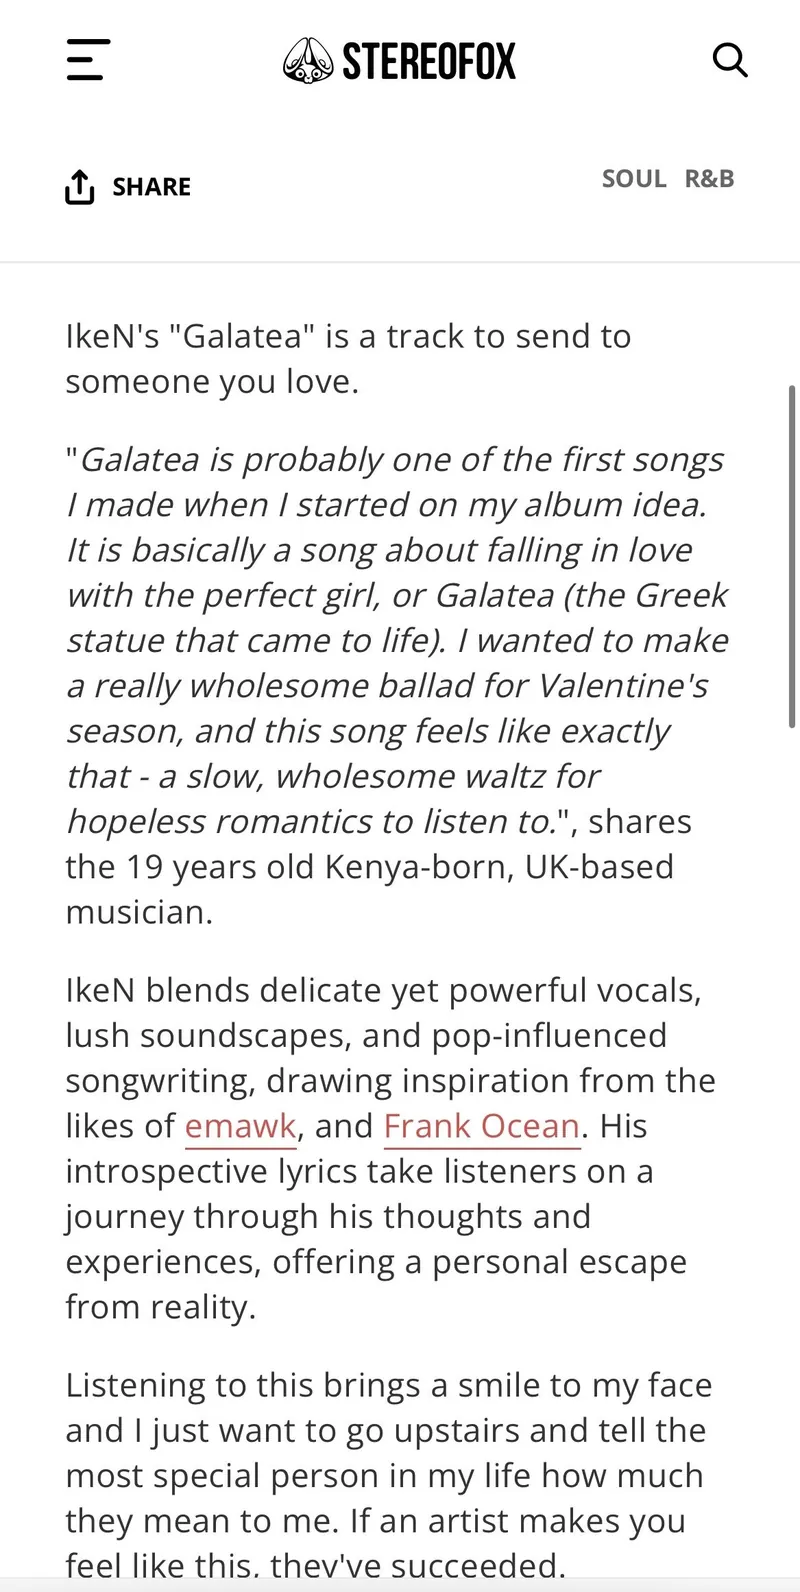 STEREOFOX
SHARE
SOUL R&B
IkeN's "Galatea" is a track to send to
someone you love.
"Galatea is probably one of the first songs
I made when I started on my album idea.
It is basically a song about falling in love
with the perfect girl, or Galatea (the Greek
statue that came to life). I wanted to make
a really wholesome ballad for Valentine's
season, and this song feels like exactly
that - a slow, wholesome waltz for
hopeless romantics to listen to.", shares
the 19 years old Kenya-born, UK-based
musician.
IkeN blends delicate yet powerful vocals,
lush soundscapes, and pop-influenced
songwriting, drawing inspiration from the
likes of emawk, and Frank Ocean. His
introspective lyrics take listeners on a
journey through his thoughts and
experiences, offering a personal escape
from reality.
Listening to this brings a smile to my face
and I just want to go upstairs and tell the
most special person in my life how much
they mean to me. If an artist makes you
feel like this, they've succeeded.